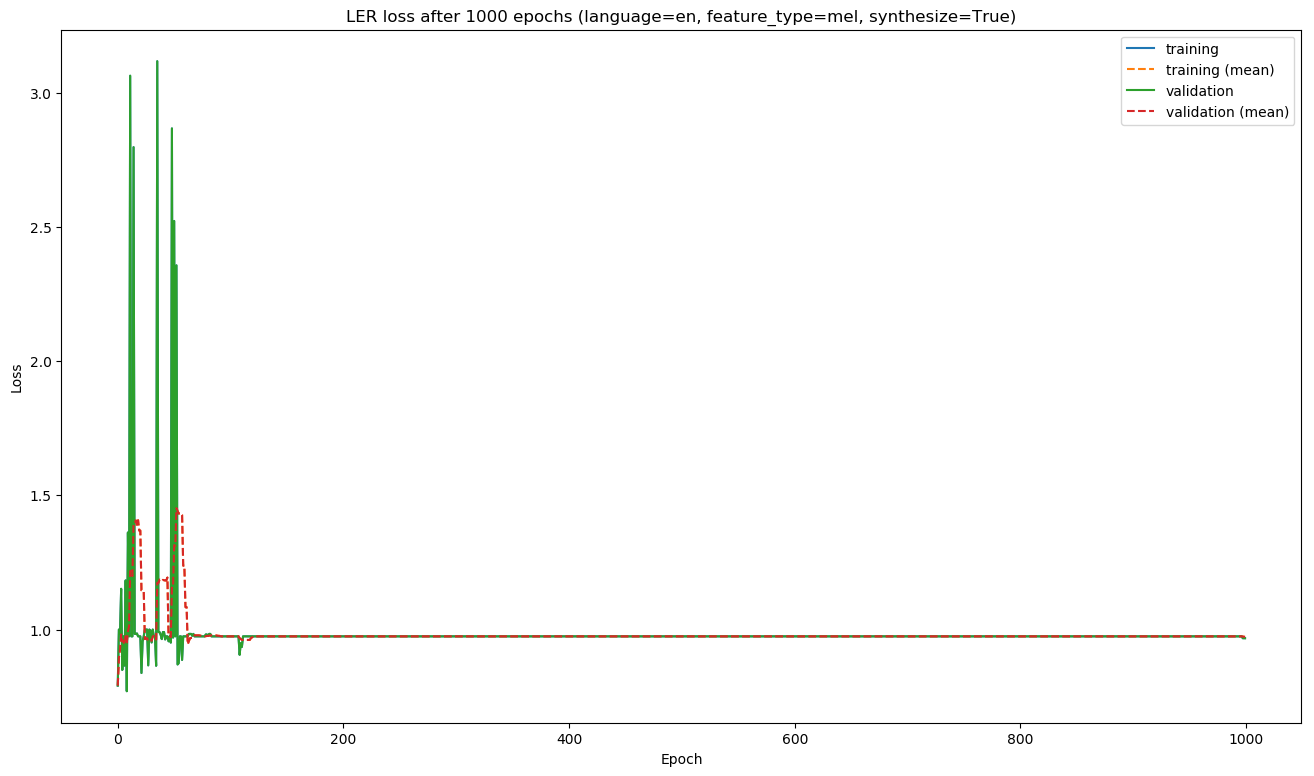 LER loss after 1000 epochs (language=en, feature_type=mel, synthesize=True)
training
training (mean)
validation
validation (mean)
3.0
2.5
2.0
1.5
1.0
Loss
0 200 400 600 800 1000
Epoch